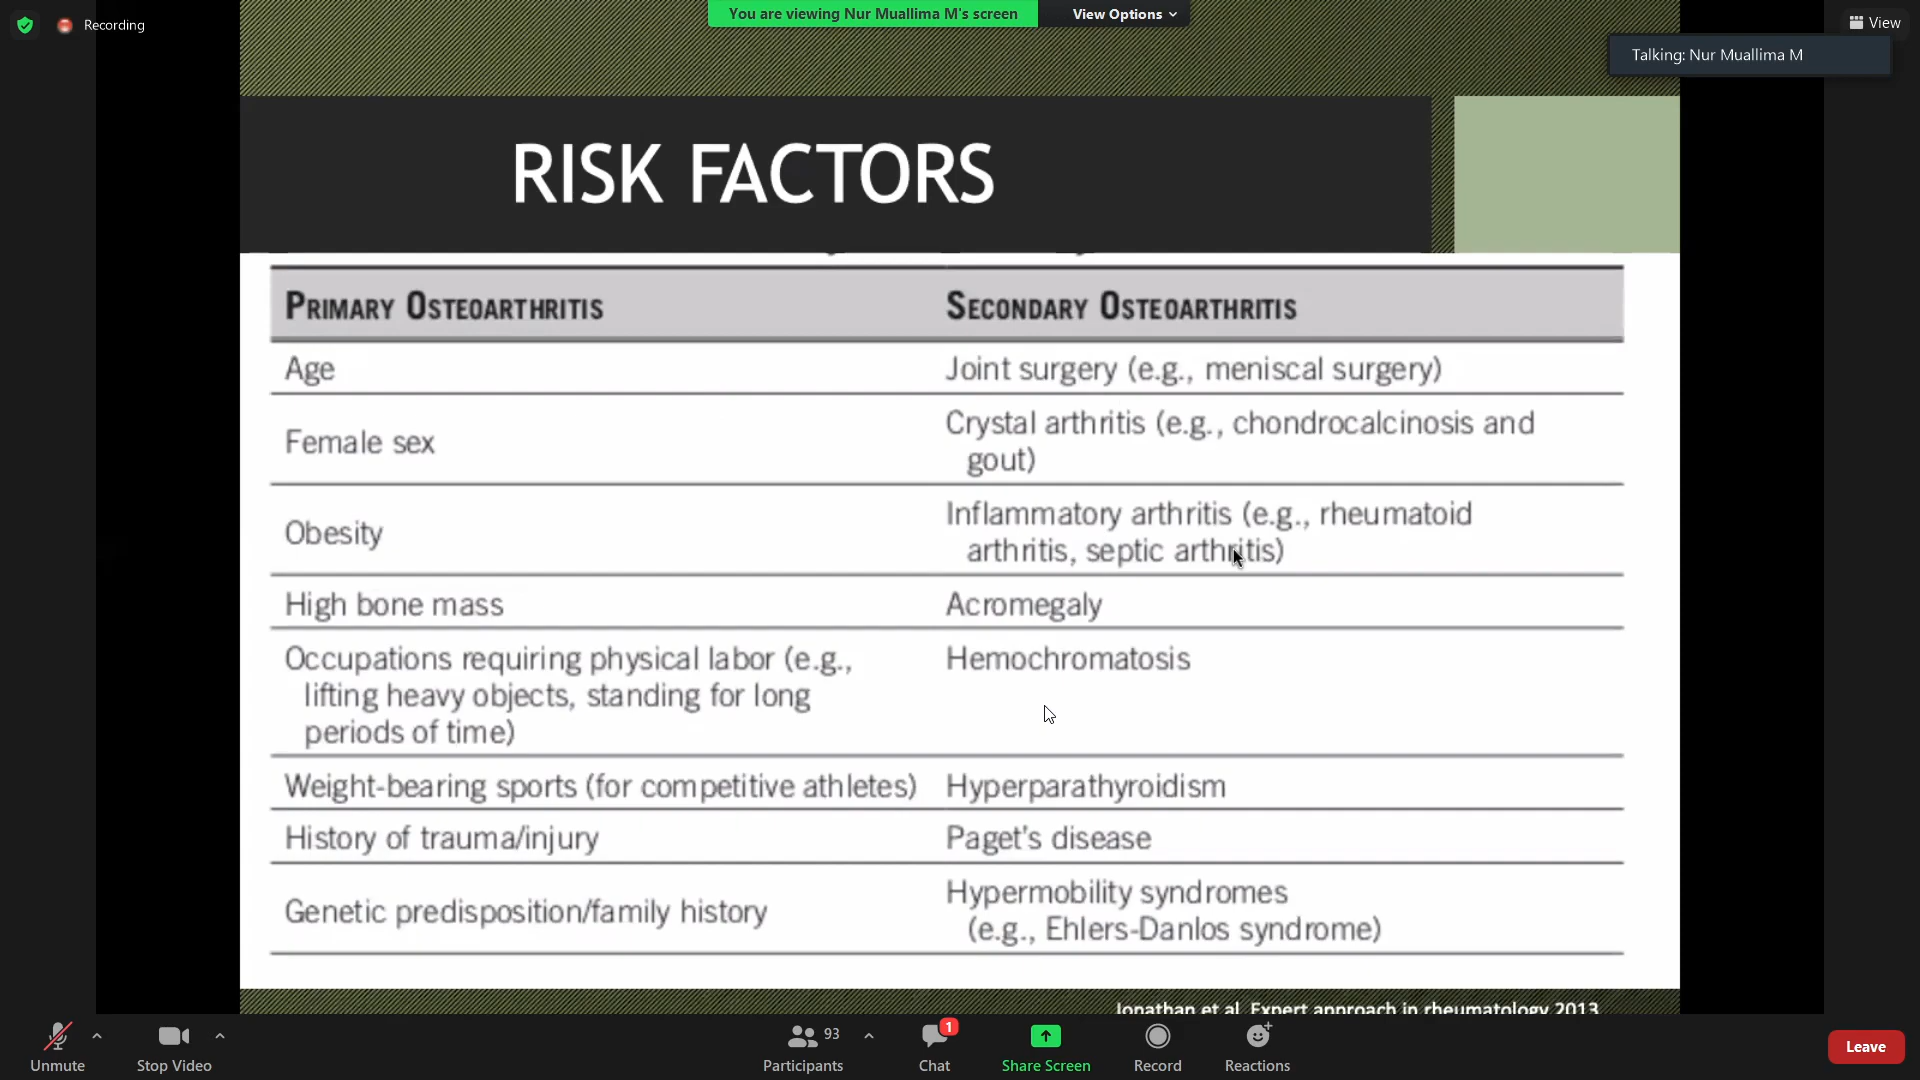 Recording
You are viewing Nur Muallima M's screen
View Options
View
Talking: Nur Muallima M
RISK FACTORS
PRIMARY OSTEOARTHRITIS
SECONDARY OSTEOARTHRITIS
Age
Joint surgery (e.g., meniscal surgery)
Female sex
Crystal arthritis (e.g., chondrocalcinosis and
gout)
Obesity
Inflammatory arthritis (e.g., rheumatoid
arthritis, septic arthritis)
High bone mass
Acromegaly
Occupations requiring physical labor (e.g.,
lifting heavy objects, standing for long
periods of time)
Hemochromatosis
Weight-bearing sports (for competitive athletes)
Hyperparathyroidism
History of trauma/injury
Paget's disease
Genetic predisposition/family history
Hypermobility syndromes
(e.g., Ehlers-Danlos syndrome)
Jonathan et al. Expert approach in rheumatology 2013
Unmute
Stop Video
93
Participants
1
Chat
Share Screen
Record
Reactions
Leave